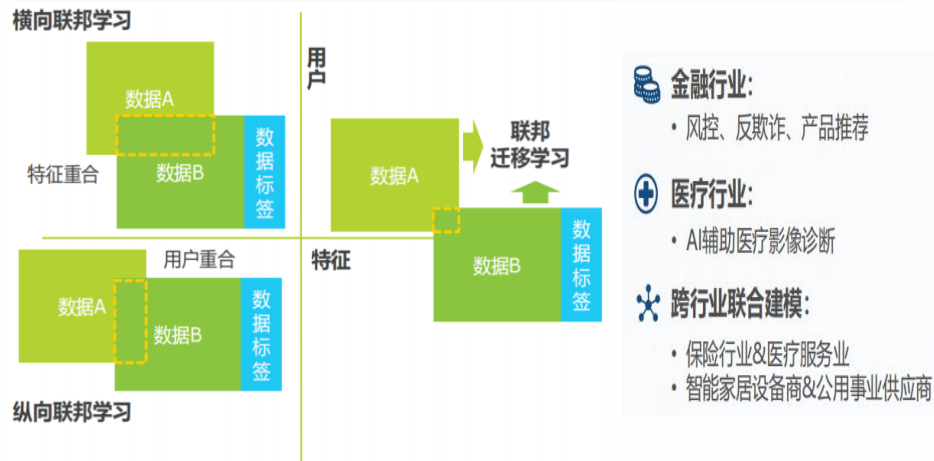 横向联邦学习
数据A
特征重合
数据B
数据标签
用户
数据A
联邦
迁移学习
数据B
数据标签
用户重合
特征
数据A
数据B
数据标签
纵向联邦学习
金融行业：
• 风控、反欺诈、产品推荐
医疗行业：
• AI辅助医疗影像诊断
跨行业联合建模：
• 保险行业&医疗服务业
• 智能家居设备商&公用事业供应商